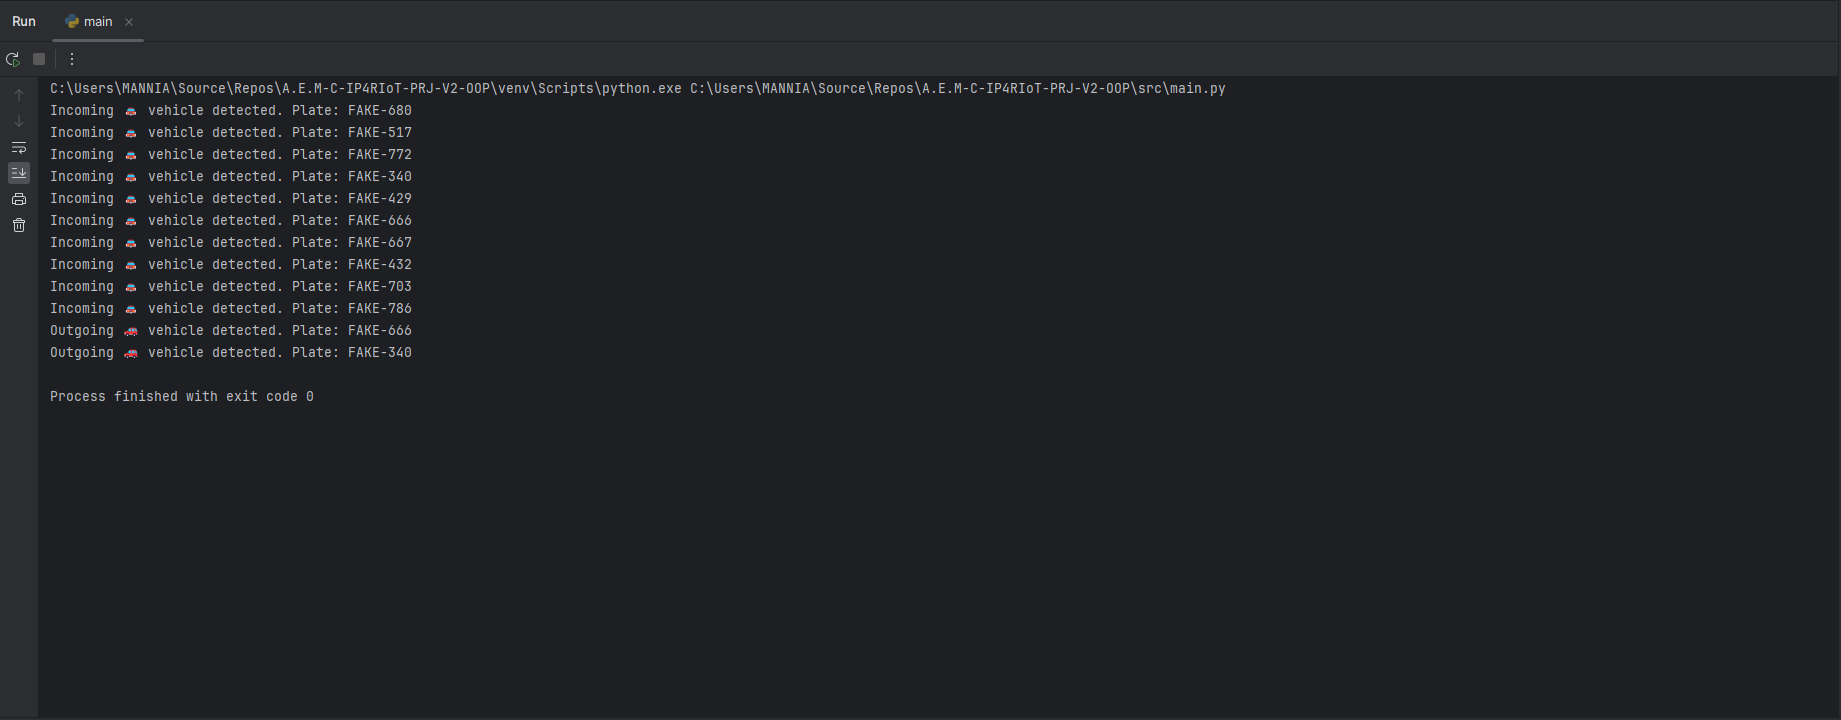 Run main
C:\Users\MANNIA\Source\Repos\A.E.M-C-IP4RIoT-PRJ-V2-OOP\venv\Scripts\python.exe C:\Users\MANNIA\Source\Repos\A.E.M-C-IP4RIoT-PRJ-V2-OOP\src\main.py
Incoming 🚘 vehicle detected. Plate: FAKE-680
Incoming 🚘 vehicle detected. Plate: FAKE-517
Incoming 🚘 vehicle detected. Plate: FAKE-772
Incoming 🚘 vehicle detected. Plate: FAKE-340
Incoming 🚘 vehicle detected. Plate: FAKE-429
Incoming 🚘 vehicle detected. Plate: FAKE-666
Incoming 🚘 vehicle detected. Plate: FAKE-667
Incoming 🚘 vehicle detected. Plate: FAKE-432
Incoming 🚘 vehicle detected. Plate: FAKE-703
Incoming 🚘 vehicle detected. Plate: FAKE-786
Outgoing 🚗 vehicle detected. Plate: FAKE-666
Outgoing 🚗 vehicle detected. Plate: FAKE-340
Process finished with exit code 0